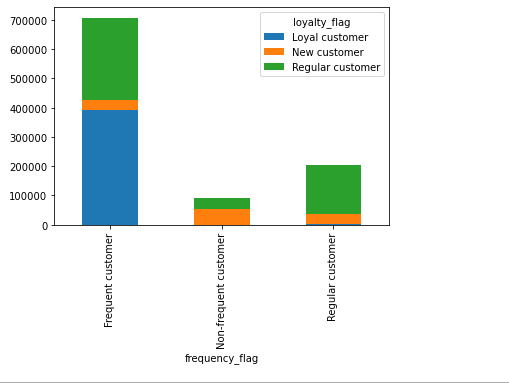 700000
600000
500000
400000
300000
200000
100000
0
loyalty_flag
Loyal customer
New customer
Regular customer
Frequent customer
Non-frequent customer
Regular customer
frequency_flag